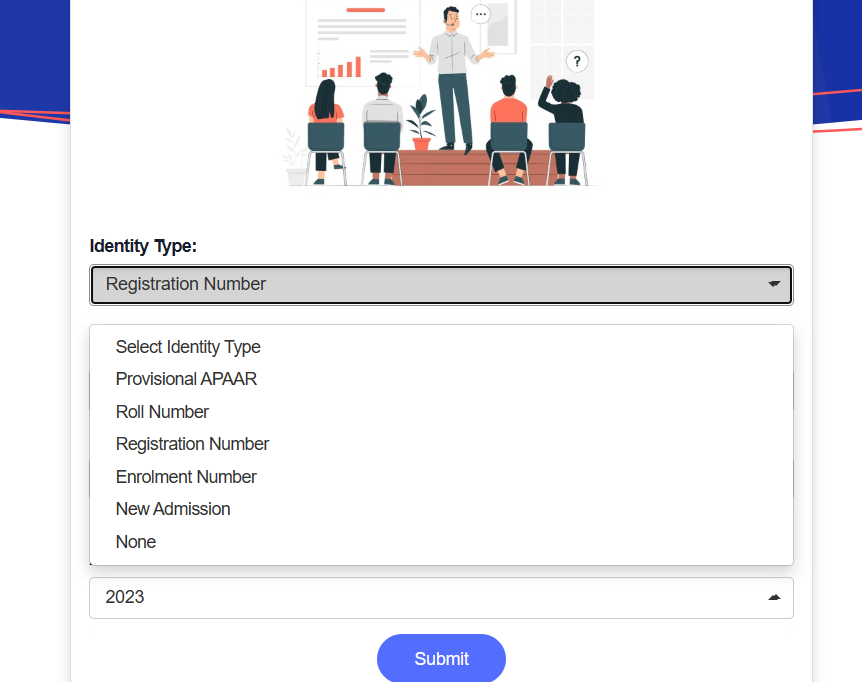 ?
Identity Type:
Registration Number
Select Identity Type
Provisional APAAR
Roll Number
Registration Number
Enrolment Number
New Admission
None
2023
Submit